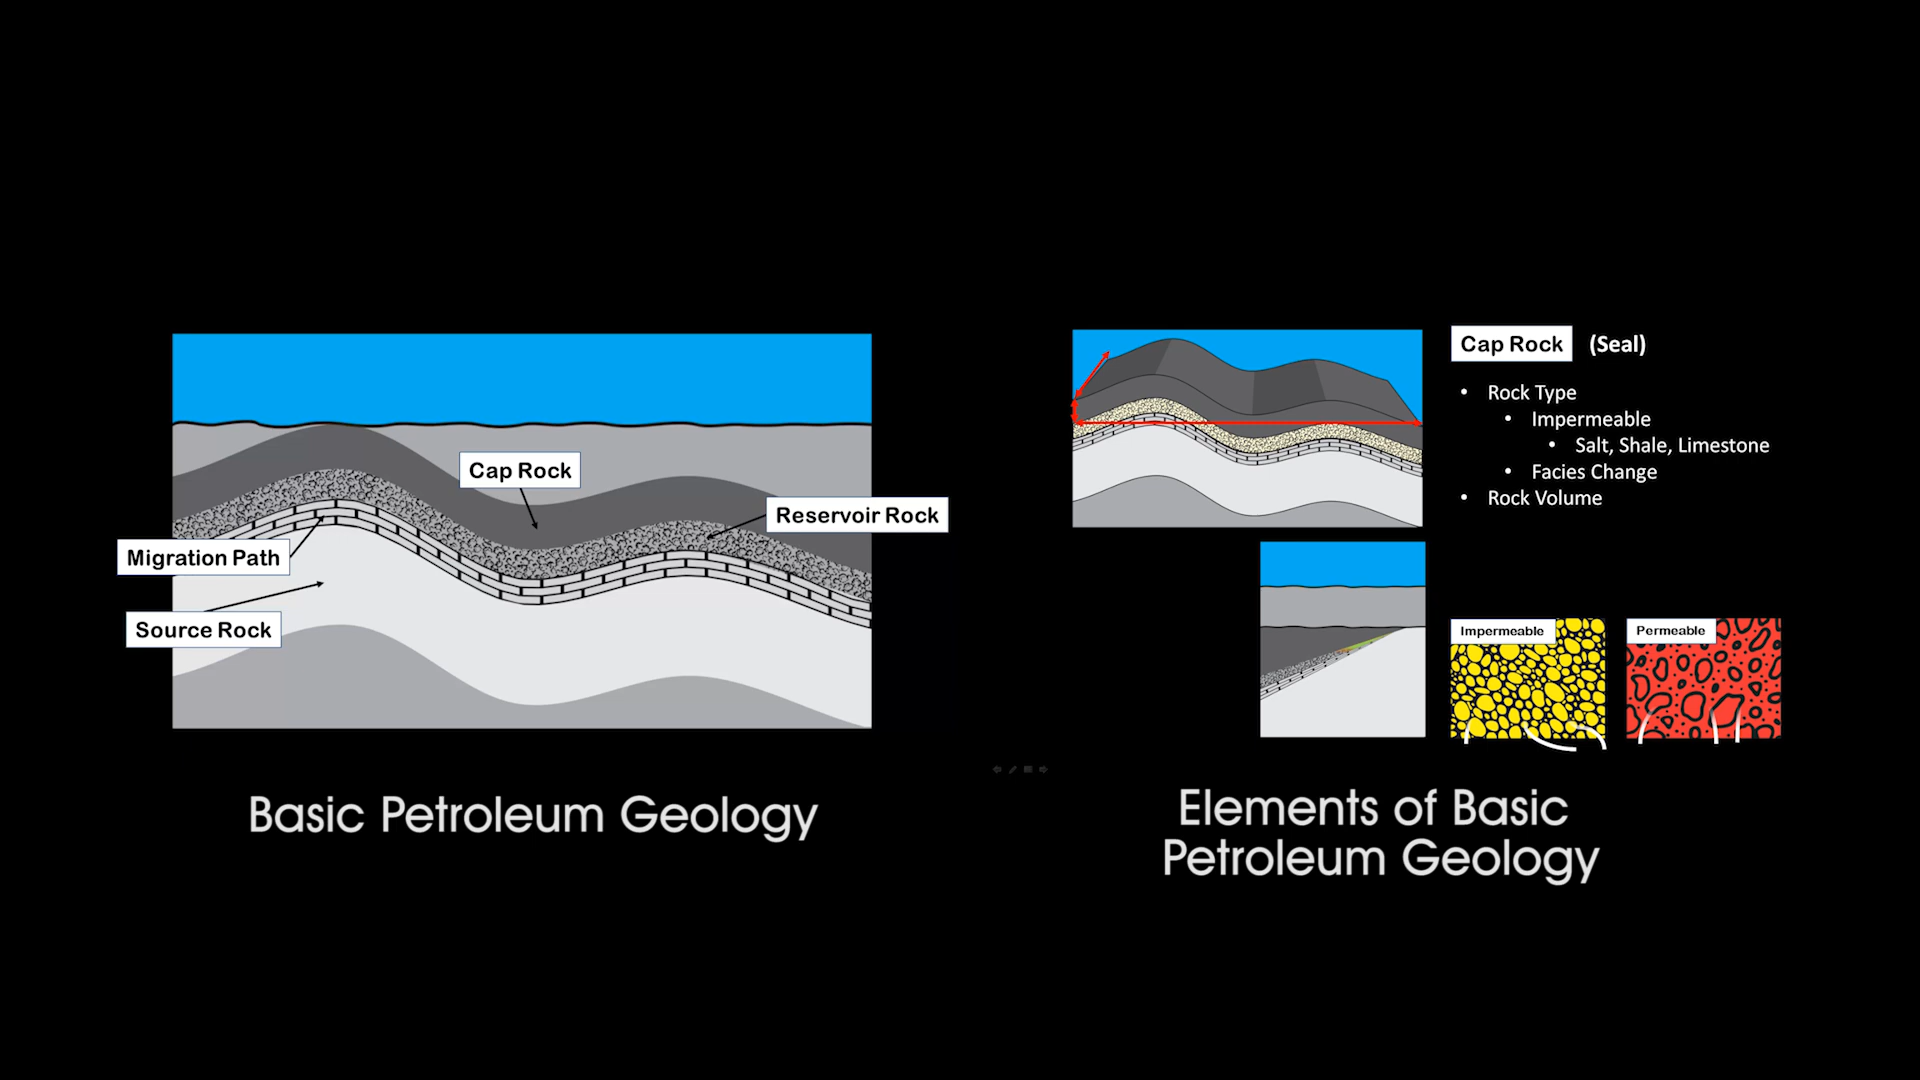 Cap Rock
Reservoir Rock
Migration Path
Source Rock
Basic Petroleum Geology
Cap Rock (Seal)
• Rock Type
• Impermeable
• Salt, Shale, Limestone
• Facies Change
• Rock Volume
Impermeable
Permeable
Elements of Basic
Petroleum Geology